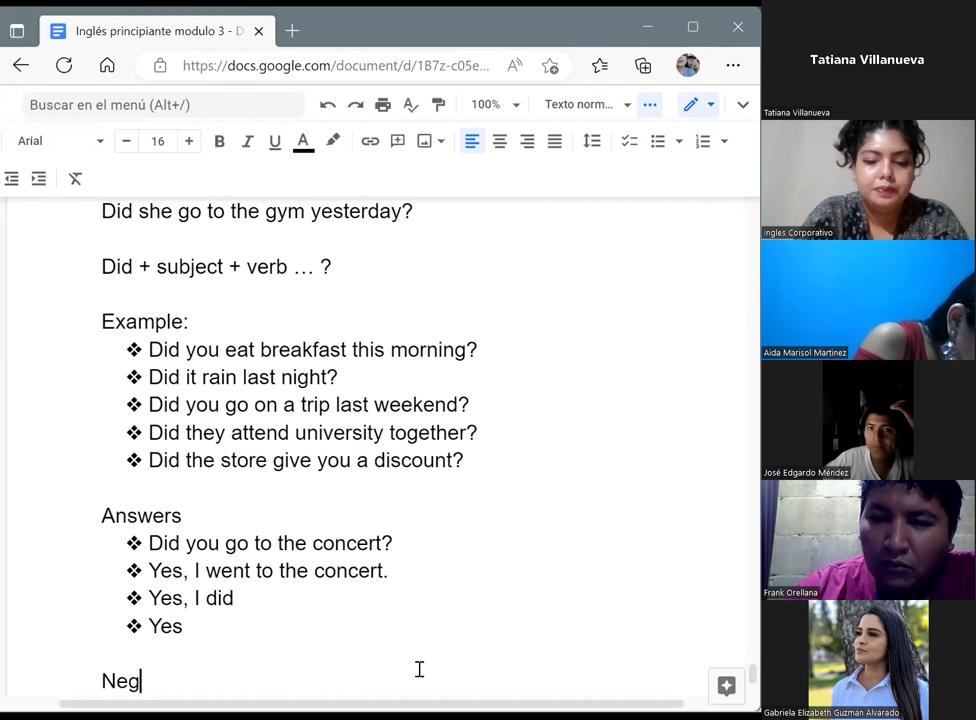 Inglés principiante modulo 3 - D
https://docs.google.com/document/d/1B7z-c05e...
Buscar en el menú (Alt+/)
100%
Texto norm...
Arial
16
Did she go to the gym yesterday?
Did + subject + verb … ?
Example:
❖ Did you eat breakfast this morning?
❖ Did it rain last night?
❖ Did you go on a trip last weekend?
❖ Did they attend university together?
❖ Did the store give you a discount?
Answers
❖ Did you go to the concert?
❖ Yes, I went to the concert.
❖ Yes, I did
❖ Yes
Neg
Tatiana Villanueva
Tatiana Villanueva
Ingles Corporativo
Aida Marisol Martinez
José Edgardo Méndez
Frank Orellana
Gabriela Elizabeth Guzmán Alvarado